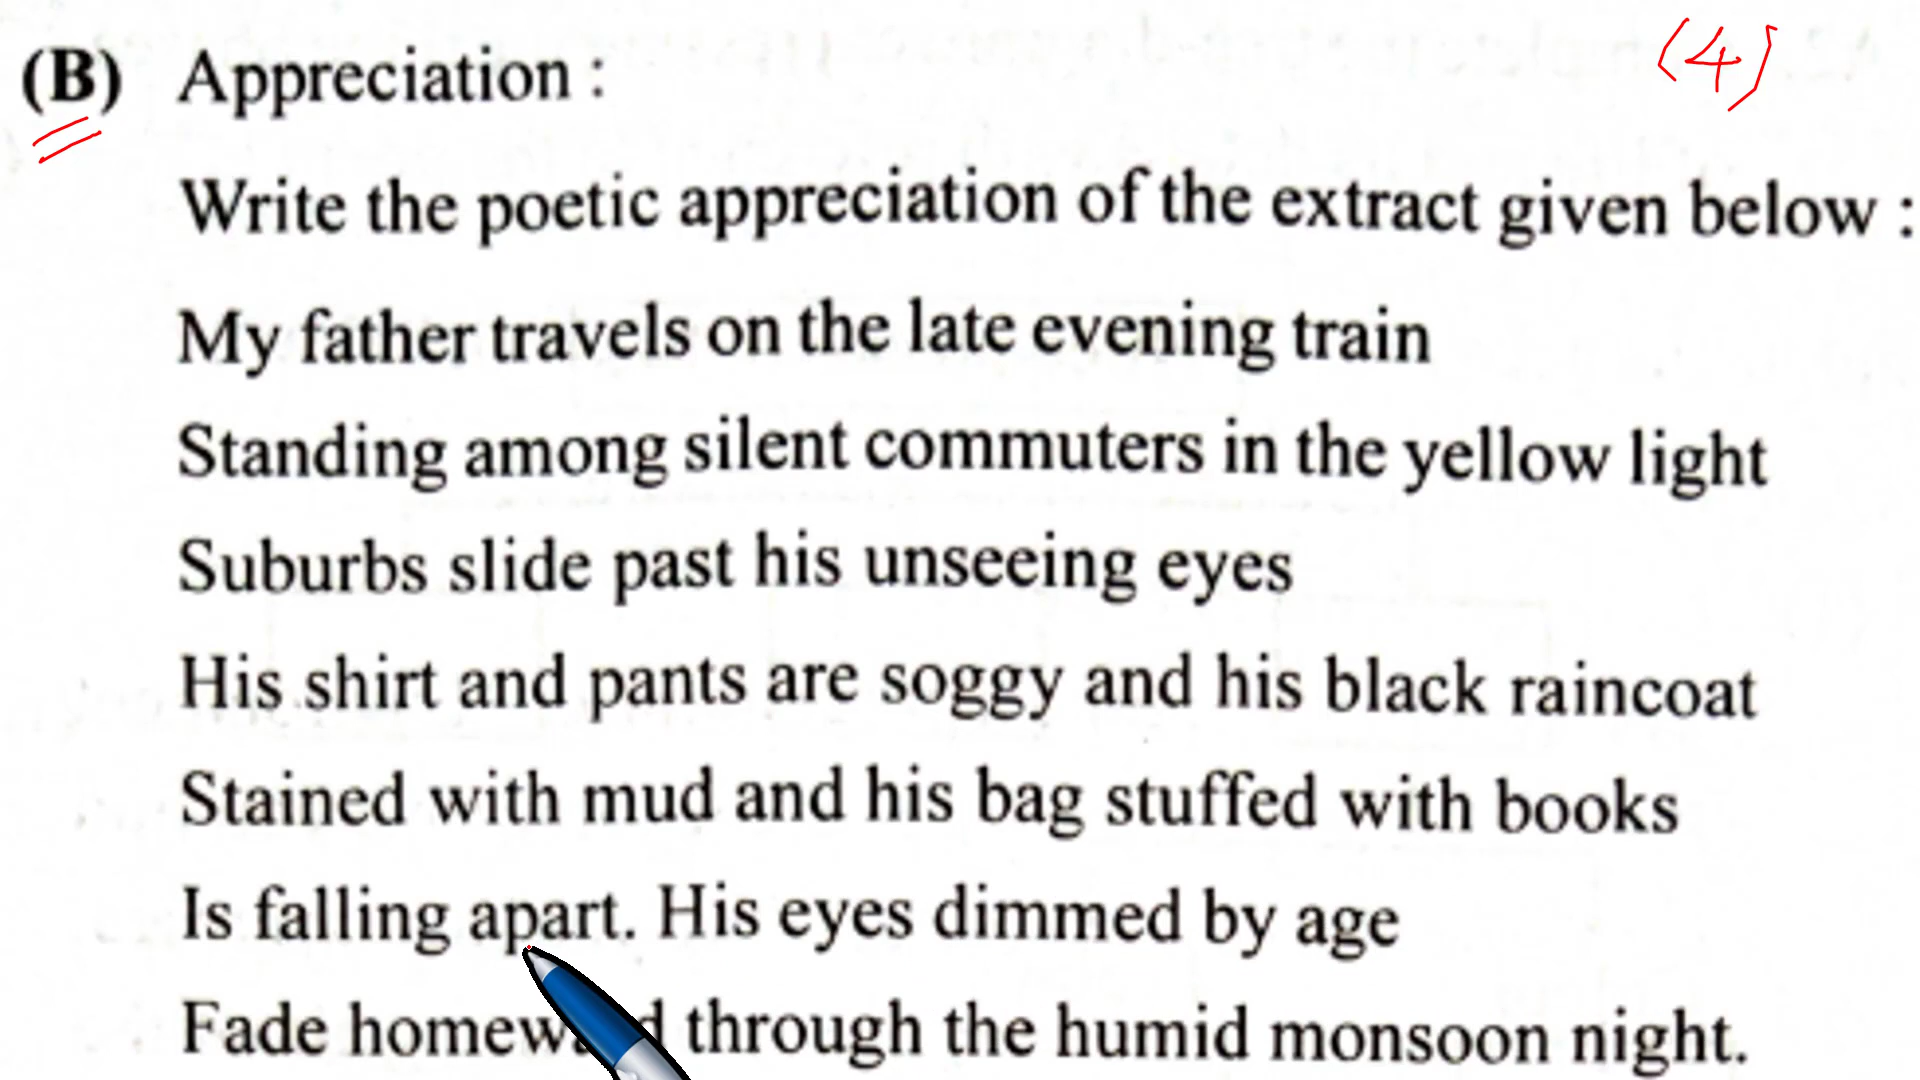 (4)
(B) Appreciation :
Write the poetic appreciation of the extract given below :
My father travels on the late evening train
Standing among silent commuters in the yellow light
Suburbs slide past his unseeing eyes
His shirt and pants are soggy and his black raincoat
Stained with mud and his bag stuffed with books
Is falling apart. His eyes dimmed by age
Fade homeward through the humid monsoon night.